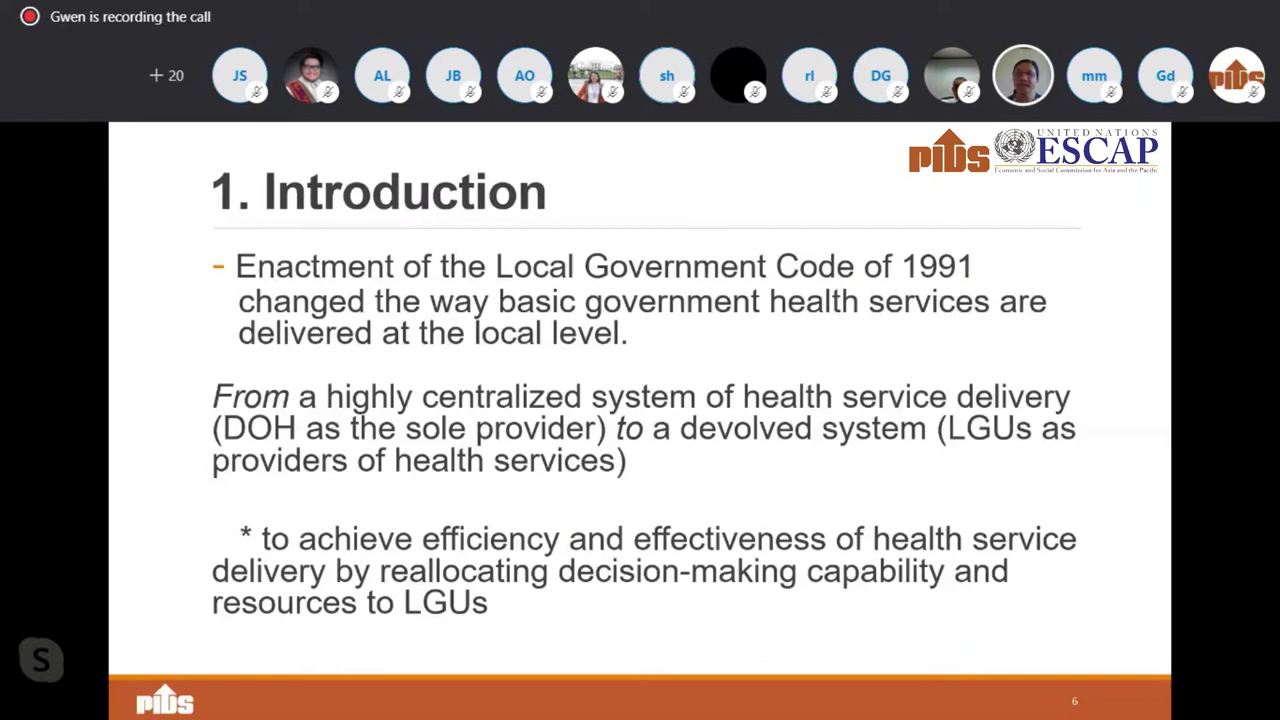 Gwen is recording the call
+ 20
JS
AL
JB
AO
sh
rl
DG
mm
Gd
PIDS
PIDS
UNITED NATIONS
ESCAP
Economic and Social Commission for Asia and the Pacific
1. Introduction
- Enactment of the Local Government Code of 1991
changed the way basic government health services are
delivered at the local level.
From a highly centralized system of health service delivery
(DOH as the sole provider) to a devolved system (LGUs as
providers of health services)
* to achieve efficiency and effectiveness of health service
delivery by reallocating decision-making capability and
resources to LGUs
S
PIDS
6